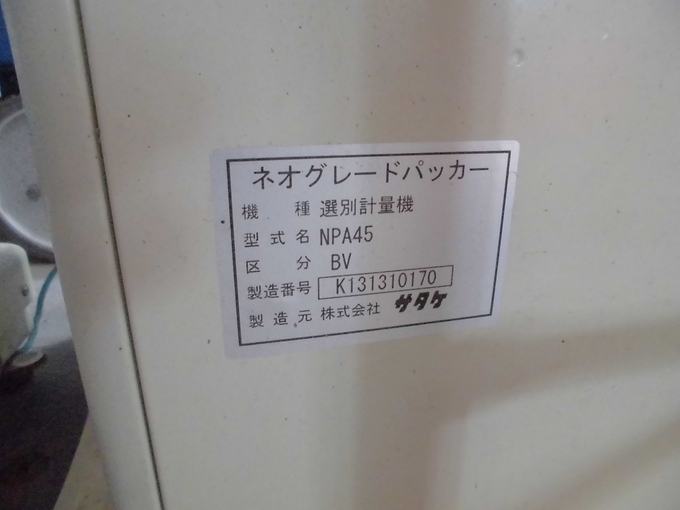 ネオグレードパッカー
機種 選別計量機
型式名 NPA45
区分 BV
製造番号 K131310170
製造元 株式会社 サタケ